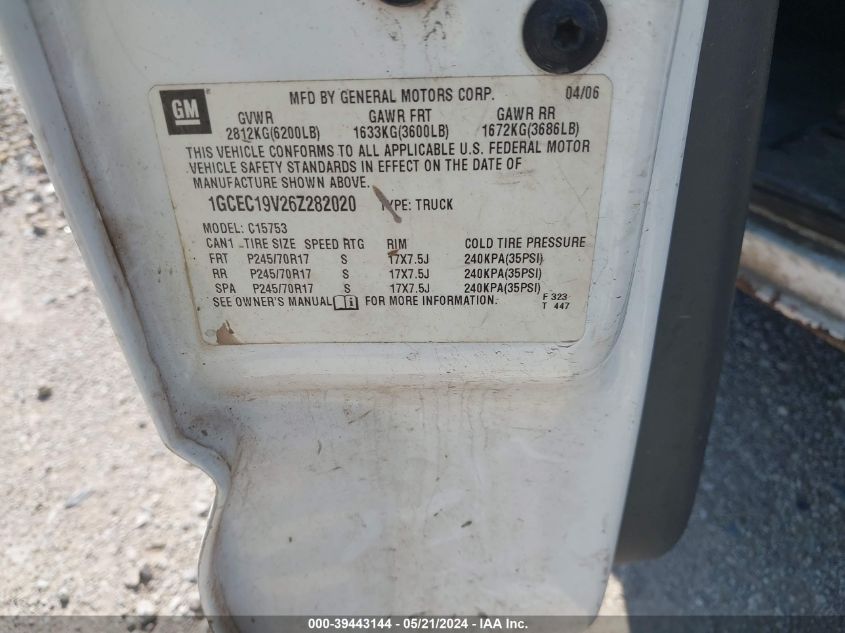 GM
MFD BY GENERAL MOTORS CORP. 04/06
GVWR GAWR FRT GAWR RR
2812KG(6200LB) 1633KG(3600LB) 1672KG(3686LB)
THIS VEHICLE CONFORMS TO ALL APPLICABLE U.S. FEDERAL MOTOR
VEHICLE SAFETY STANDARDS IN EFFECT ON THE DATE OF
MANUFACTURE SHOWN ABOVE.
1GCEC19V26Z282020 TYPE: TRUCK
MODEL: C15753
CAN1 TIRE SIZE SPEED RTG RIM COLD TIRE PRESSURE
FRT P245/70R17 S 17X7.5J 240KPA(35PSI)
RR P245/70R17 S 17X7.5J 240KPA(35PSI)
SPA P245/70R17 S 17X7.5J 240KPA(35PSI)
SEE OWNER'S MANUAL FOR MORE INFORMATION. F 323
T 447
000-39443144 - 05/21/2024 - IAA Inc.